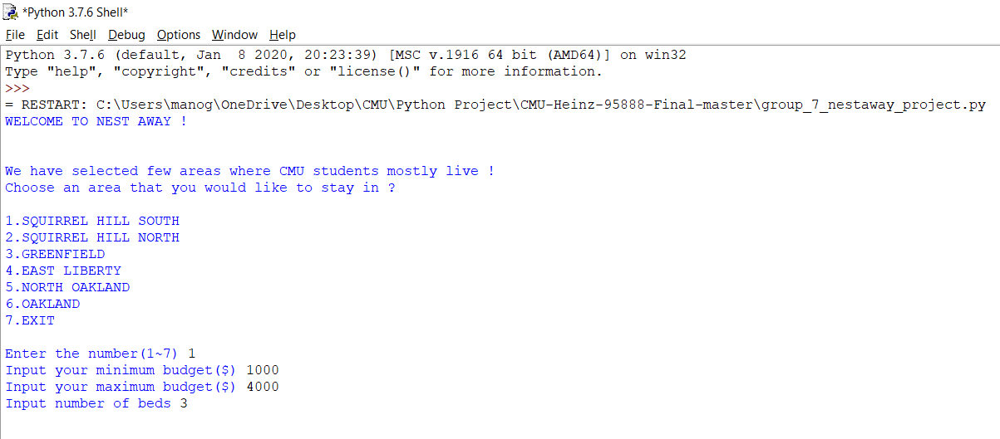 *Python 3.7.6 Shell*
File Edit Shell Debug Options Window Help
Python 3.7.6 (default, Jan  8 2020, 20:23:39) [MSC v.1916 64 bit (AMD64)] on win32
Type "help", "copyright", "credits" or "license()" for more information.
>>>
= RESTART: C:\Users\manog\OneDrive\Desktop\CMU\Python Project\CMU-Heinz-95888-Final-master\group_7_nestaway_project.py
WELCOME TO NEST AWAY !
We have selected few areas where CMU students mostly live !
Choose an area that you would like to stay in ?
1.SQUIRREL HILL SOUTH
2.SQUIRREL HILL NORTH
3.GREENFIELD
4.EAST LIBERTY
5.NORTH OAKLAND
6.OAKLAND
7.EXIT
Enter the number(1~7) 1
Input your minimum budget($) 1000
Input your maximum budget($) 4000
Input number of beds 3